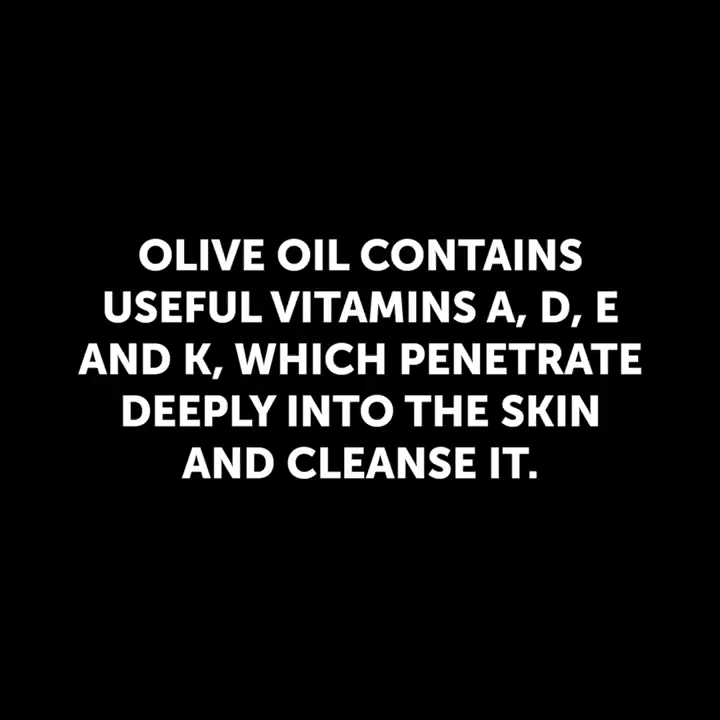 OLIVE OIL CONTAINS
USEFUL VITAMINS A, D, E
AND K, WHICH PENETRATE
DEEPLY INTO THE SKIN
AND CLEANSE IT.